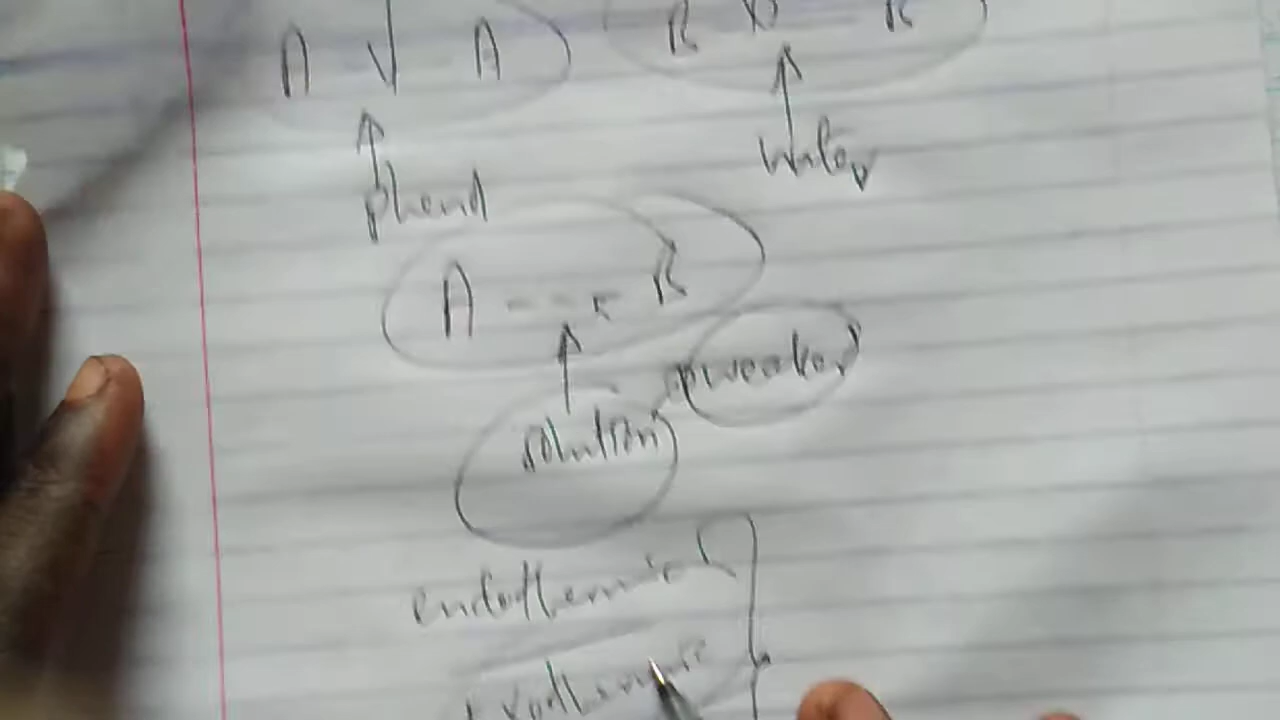 A √ A B B
water
phenol
A - - - B
weaker
solution
endothermic
exothermic